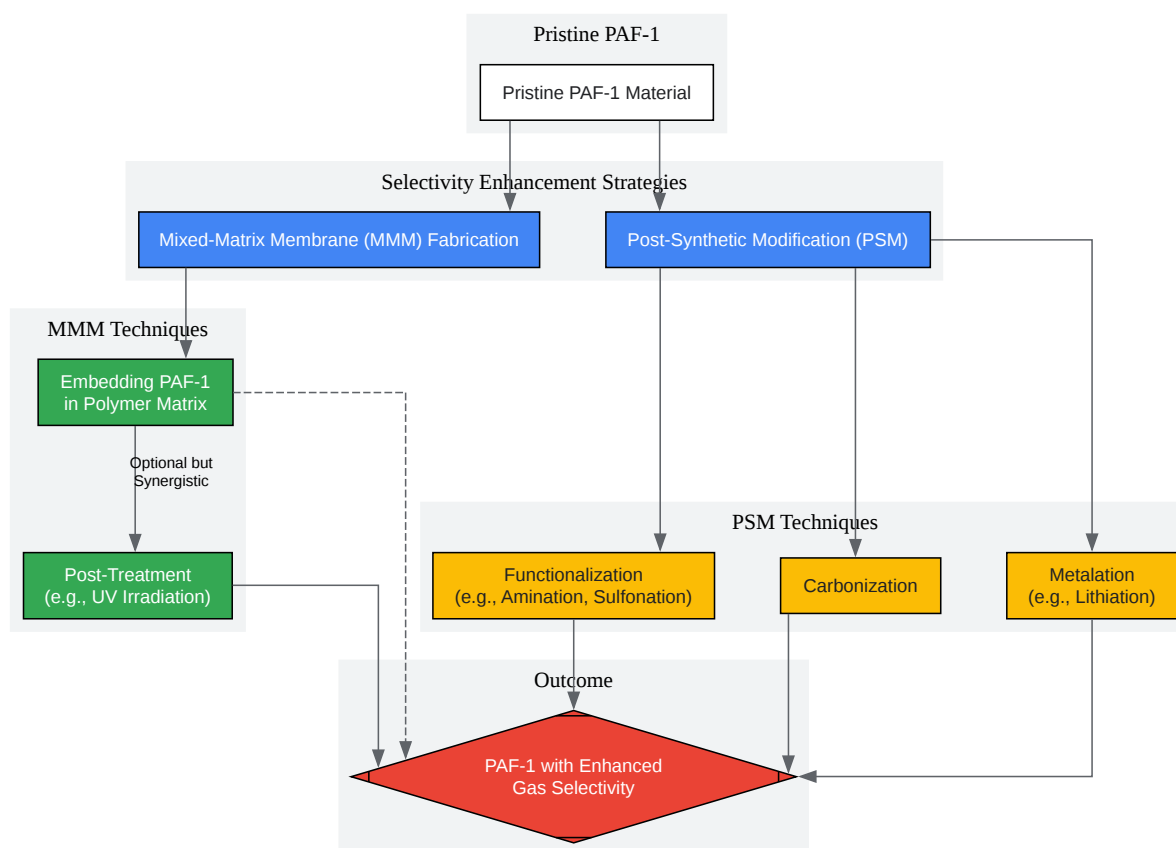 Pristine PAF-1
Pristine PAF-1 Material
Selectivity Enhancement Strategies
Mixed-Matrix Membrane (MMM) Fabrication
Post-Synthetic Modification (PSM)
MMM Techniques
Embedding PAF-1
in Polymer Matrix
Optional but
Synergistic
Post-Treatment
(e.g., UV Irradiation)
PSM Techniques
Functionalization
(e.g., Amination, Sulfonation)
Carbonization
Metalation
(e.g., Lithiation)
Outcome
PAF-1 with Enhanced
Gas Selectivity